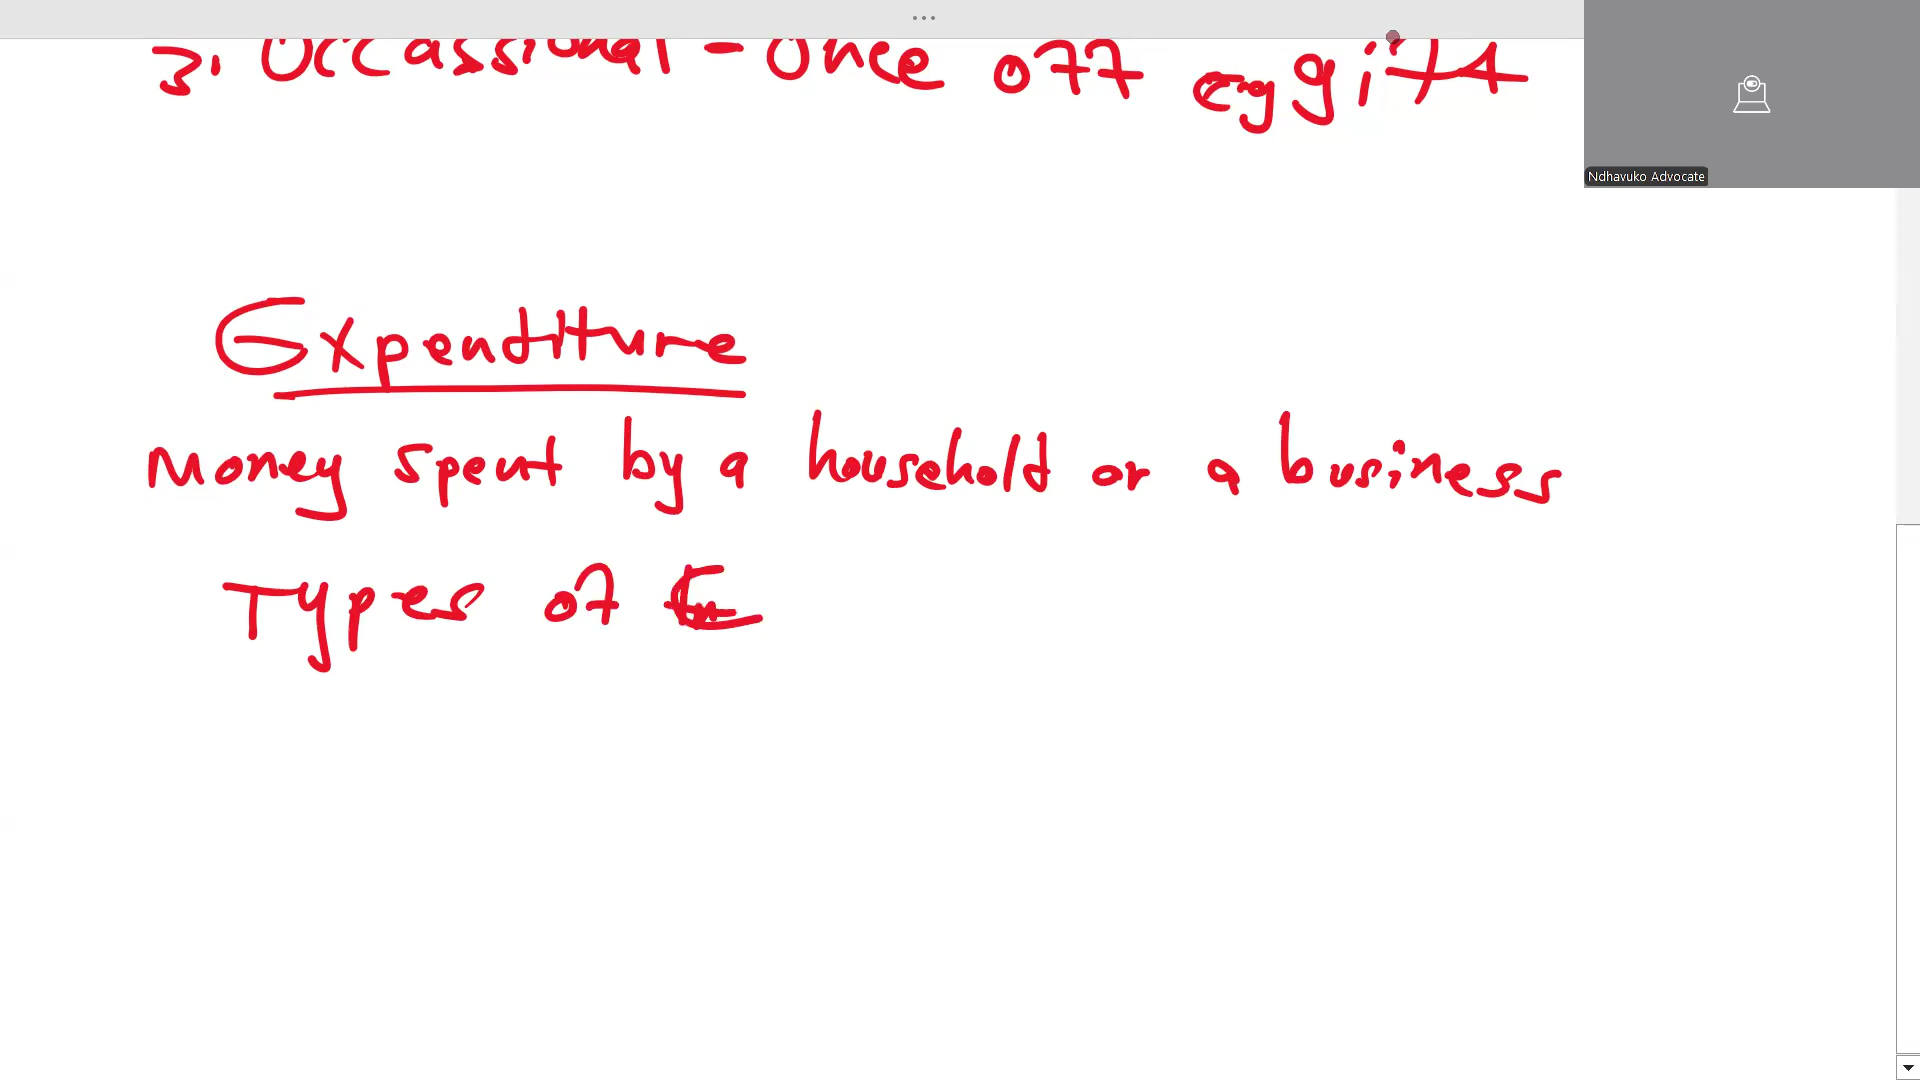 3. Occassional - Once off eg gift
Ndhavuko Advocate
Expenditure
Money spent by a household or a business
Types of